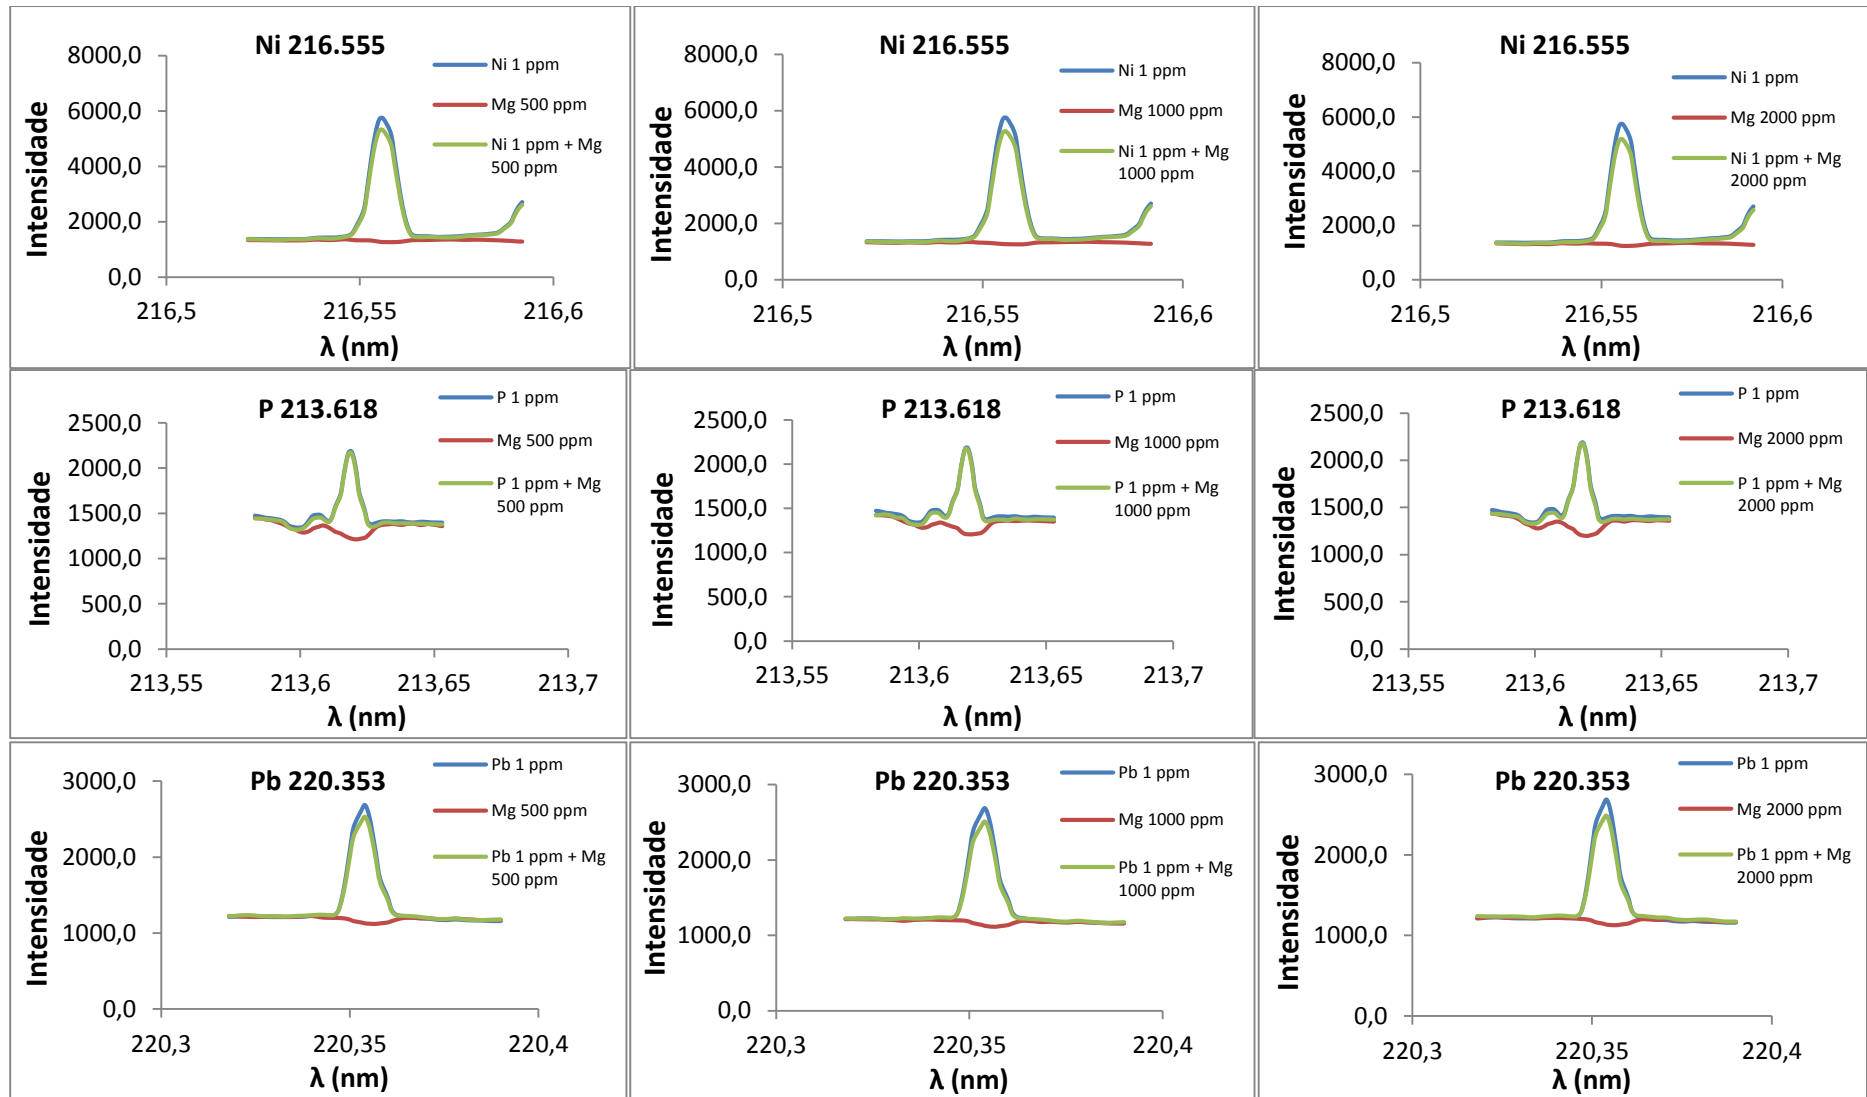 Ni 216.555
8000,0
6000,0
4000,0
2000,0
0,0
Intensidade
216,5 216,55 216,6
λ (nm)
Ni 1 ppm
Mg 500 ppm
Ni 1 ppm + Mg
500 ppm
Ni 216.555
8000,0
6000,0
4000,0
2000,0
0,0
Intensidade
216,5 216,55 216,6
λ (nm)
Ni 1 ppm
Mg 1000 ppm
Ni 1 ppm + Mg
1000 ppm
Ni 216.555
8000,0
6000,0
4000,0
2000,0
0,0
Intensidade
216,5 216,55 216,6
λ (nm)
Ni 1 ppm
Mg 2000 ppm
Ni 1 ppm + Mg
2000 ppm
P 213.618
2500,0
2000,0
1500,0
1000,0
500,0
0,0
Intensidade
213,55 213,6 213,65 213,7
λ (nm)
P 1 ppm
Mg 500 ppm
P 1 ppm + Mg
500 ppm
P 213.618
2500,0
2000,0
1500,0
1000,0
500,0
0,0
Intensidade
213,55 213,6 213,65 213,7
λ (nm)
P 1 ppm
Mg 1000 ppm
P 1 ppm + Mg
1000 ppm
P 213.618
2500,0
2000,0
1500,0
1000,0
500,0
0,0
Intensidade
213,55 213,6 213,65 213,7
λ (nm)
P 1 ppm
Mg 2000 ppm
P 1 ppm + Mg
2000 ppm
Pb 220.353
3000,0
2000,0
1000,0
0,0
Intensidade
220,3 220,35 220,4
λ (nm)
Pb 1 ppm
Mg 500 ppm
Pb 1 ppm + Mg
500 ppm
Pb 220.353
3000,0
2000,0
1000,0
0,0
Intensidade
220,3 220,35 220,4
λ (nm)
Pb 1 ppm
Mg 1000 ppm
Pb 1 ppm + Mg
1000 ppm
Pb 220.353
3000,0
2000,0
1000,0
0,0
Intensidade
220,3 220,35 220,4
λ (nm)
Pb 1 ppm
Mg 2000 ppm
Pb 1 ppm + Mg
2000 ppm